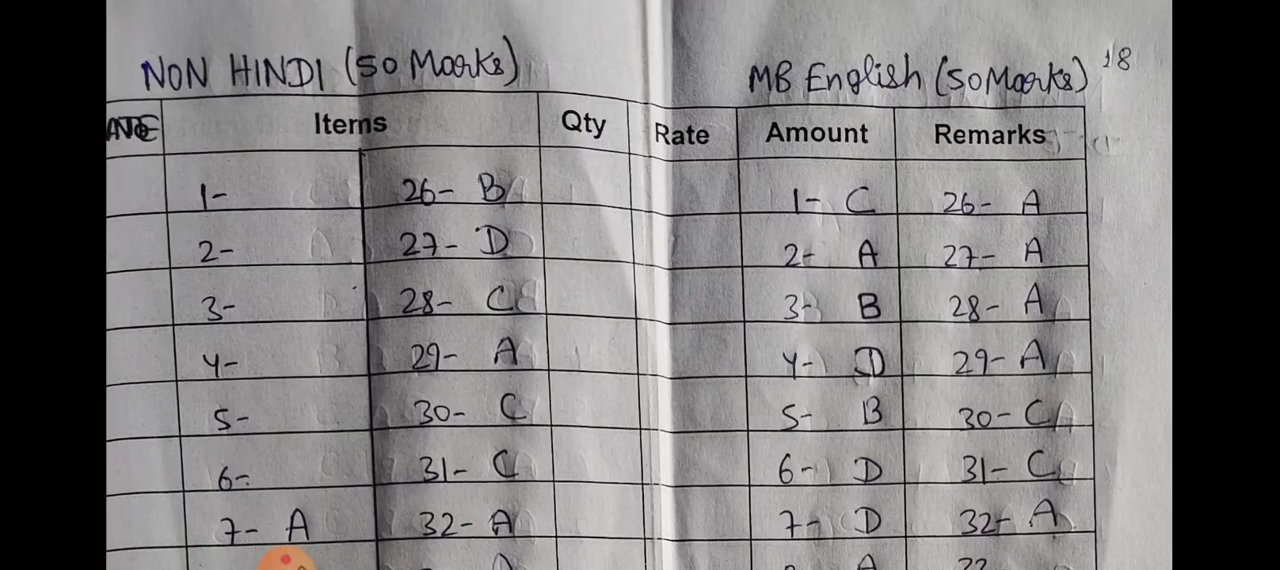 NON HINDI (50 Marks)
MB English (50 Marks) 18
Items Qty Rate Amount Remarks
1- 26- B 1- C 26- A
2- 27- D 2- A 27- A
3- 28- C 3- B 28- A
4- 29- A 4- D 29- A
5- 30- C 5- B 30- C
6- 31- C 6- D 31- C
7- A 32- A 7- D 32- A